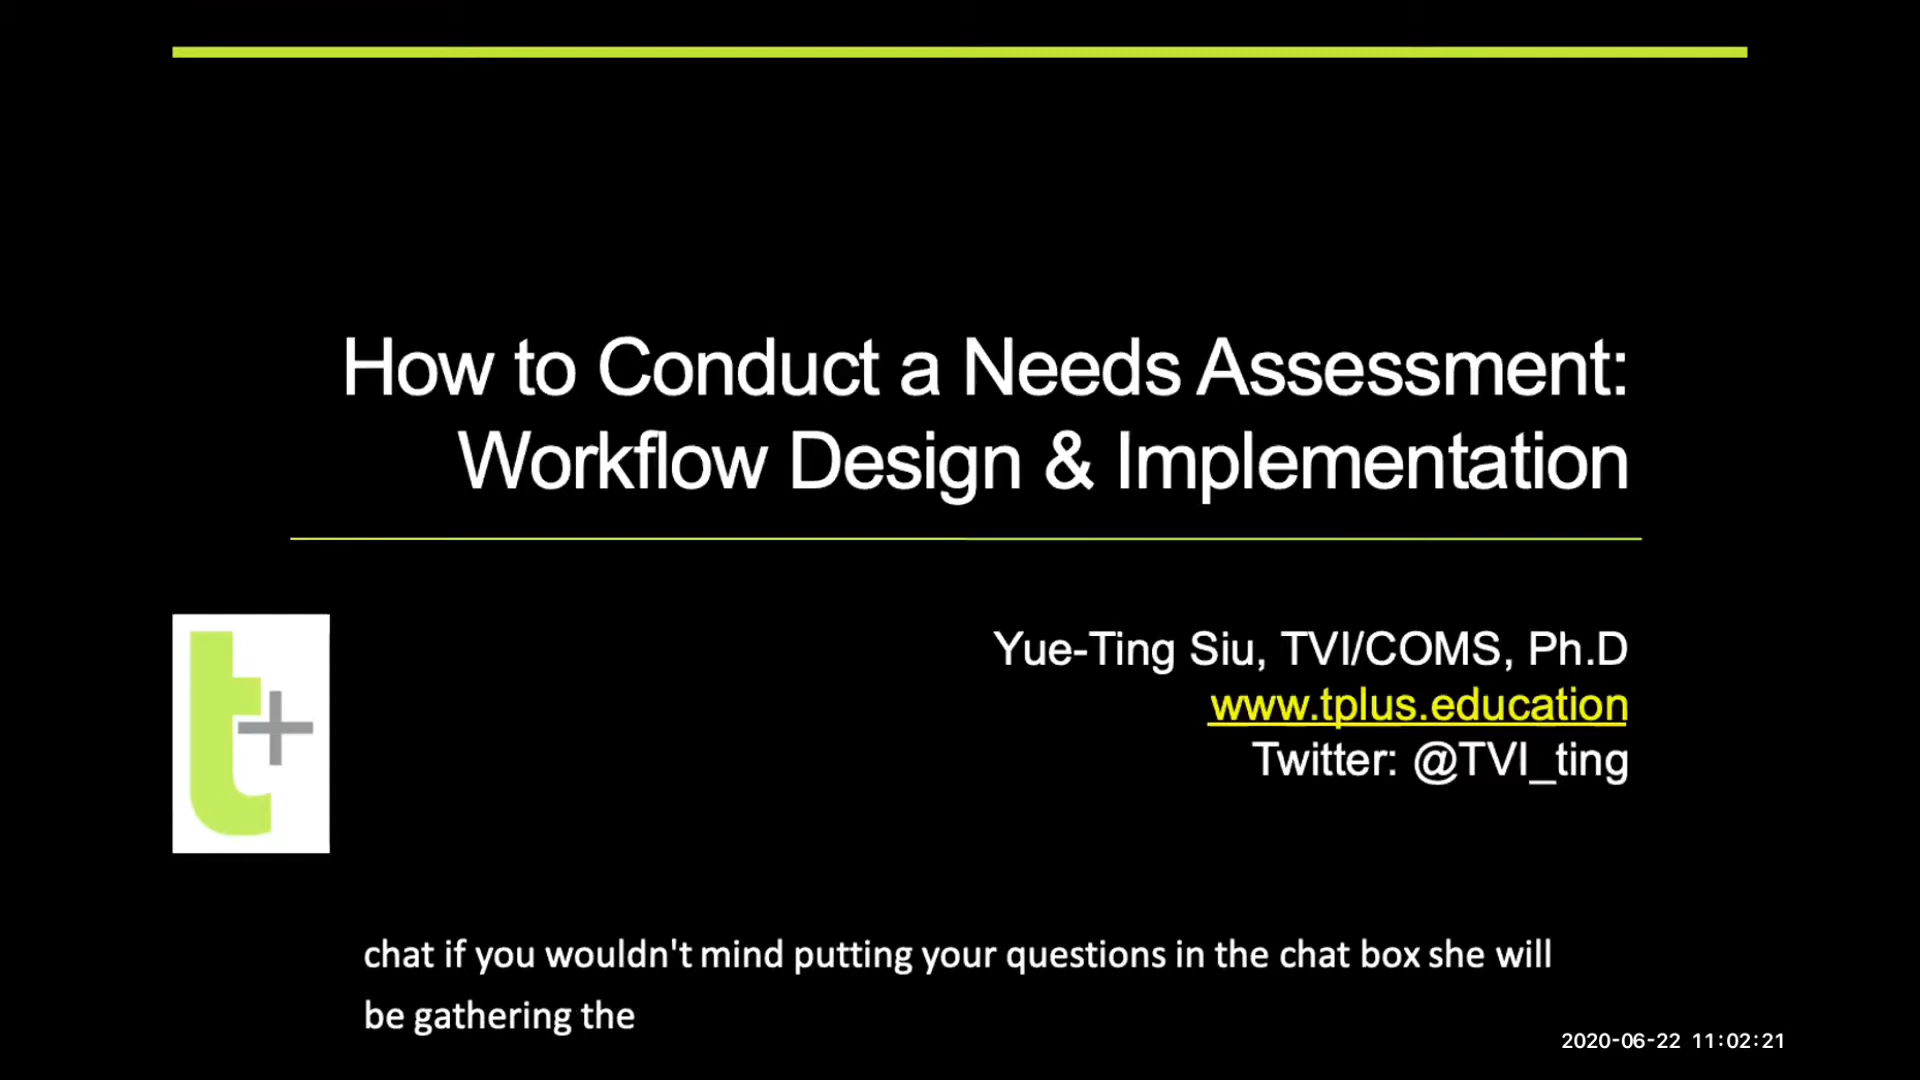 How to Conduct a Needs Assessment:
Workflow Design & Implementation
Yue-Ting Siu, TVI/COMS, Ph.D
www.tplus.education
Twitter: @TVI_ting
t+
chat if you wouldn't mind putting your questions in the chat box she will
be gathering the
2020-06-22 11:02:21